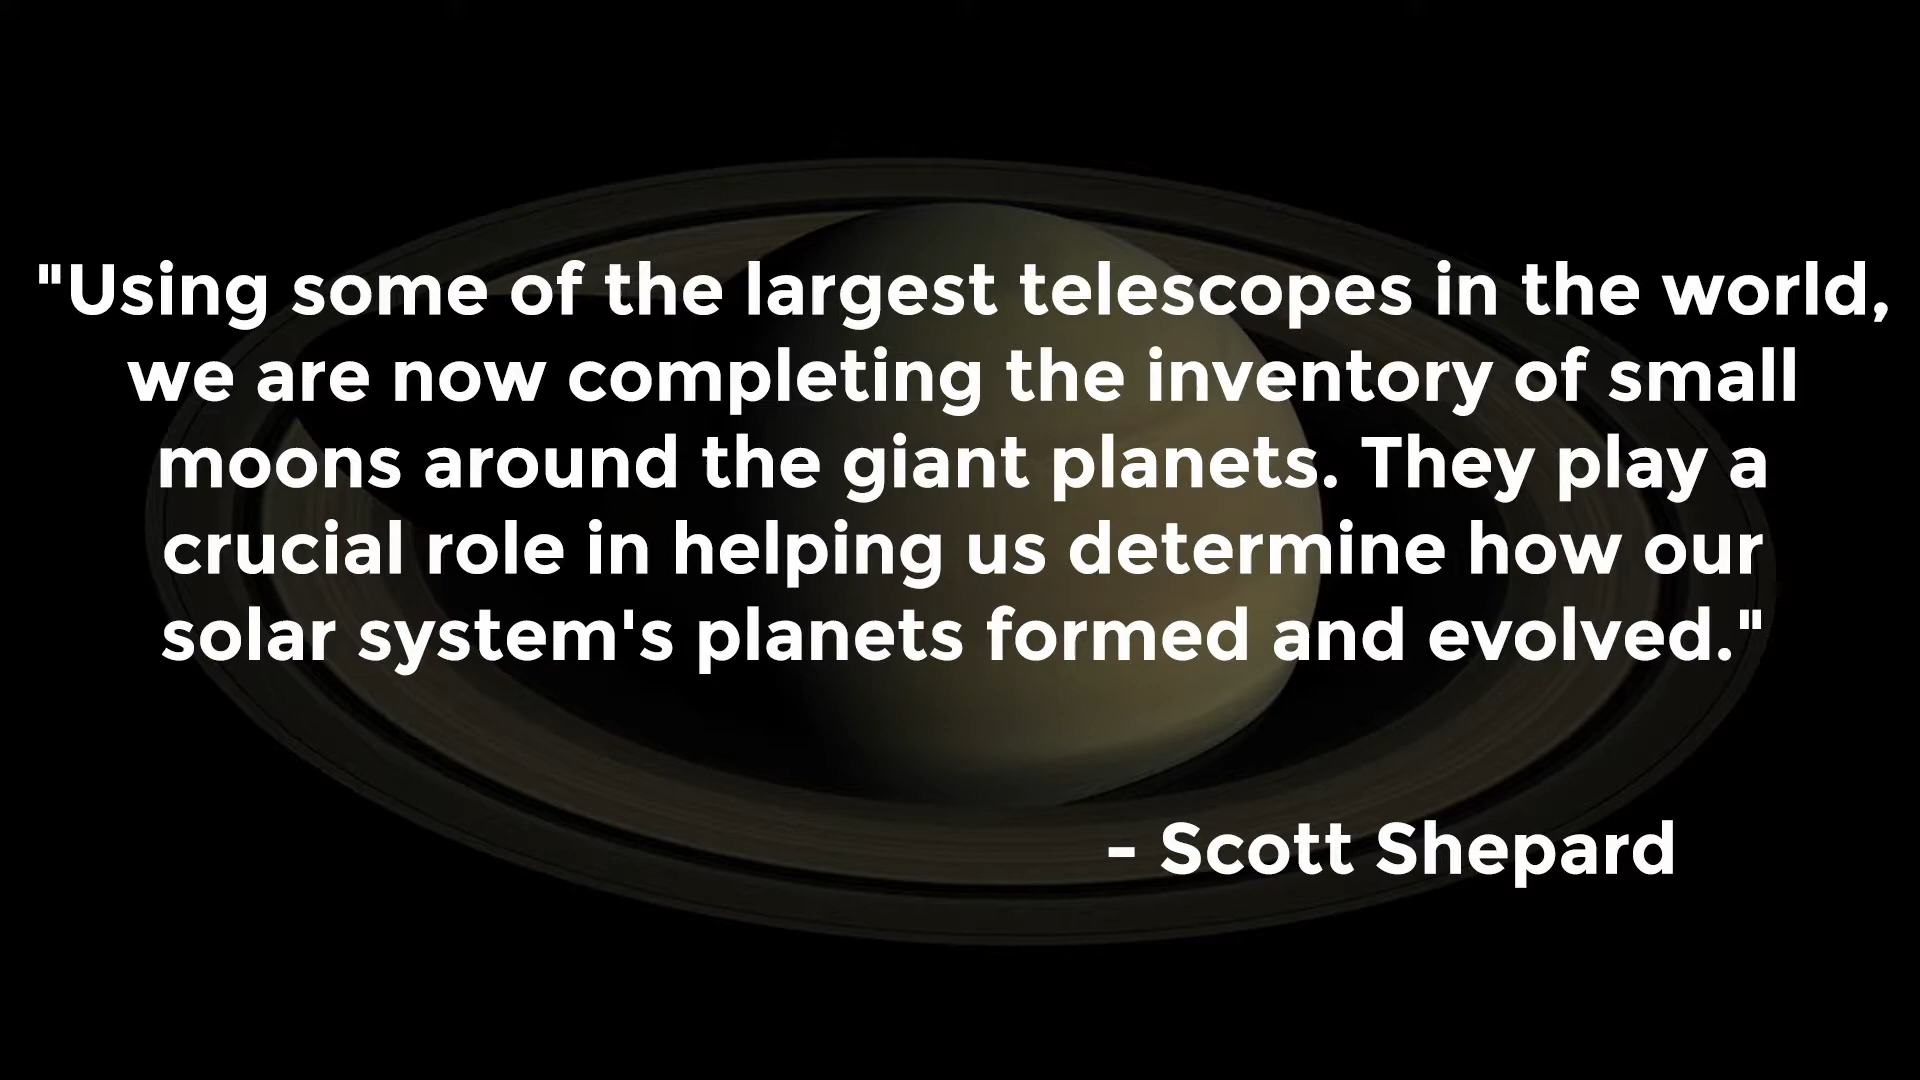 "Using some of the largest telescopes in the world,
we are now completing the inventory of small
moons around the giant planets. They play a
crucial role in helping us determine how our
solar system's planets formed and evolved."
- Scott Shepard